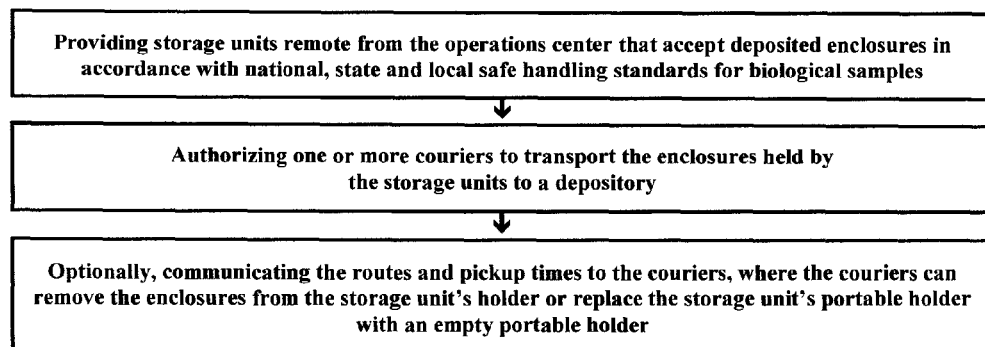 Providing storage units remote from the operations center that accept deposited enclosures in
accordance with national, state and local safe handling standards for biological samples
Authorizing one or more couriers to transport the enclosures held by
the storage units to a depository
Optionally, communicating the routes and pickup times to the couriers, where the couriers can
remove the enclosures from the storage unit's holder or replace the storage unit's portable holder
with an empty portable holder